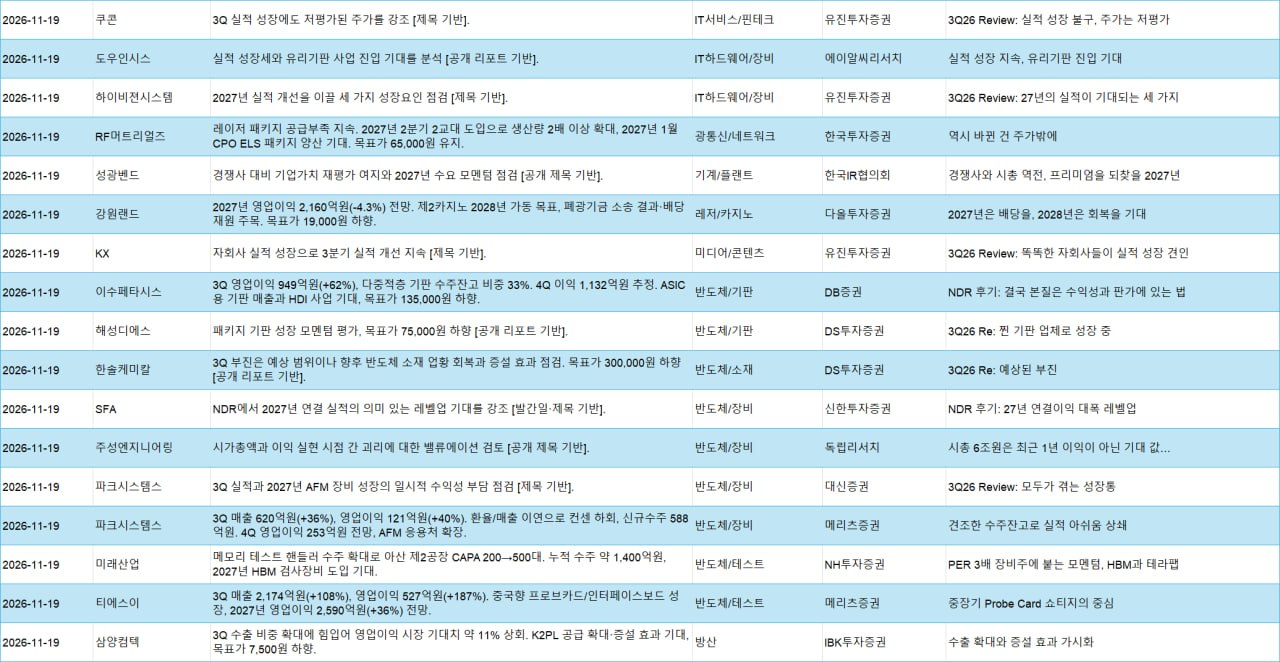 2026-11-19 쿠콘 3Q 실적 성장에도 저평가된 주가를 강조 [제목 기반]. IT서비스/핀테크 유진투자증권 3Q26 Review: 실적 성장 불구, 주가는 저평가
2026-11-19 도우인시스 실적 성장세와 유리기판 사업 진입 기대를 분석 [공개 리포트 기반]. IT하드웨어/장비 에이알씨리서치 실적 성장 지속, 유리기판 진입 기대
2026-11-19 하이비젼시스템 2027년 실적 개선을 이끌 세 가지 성장요인 점검 [제목 기반]. IT하드웨어/장비 유진투자증권 3Q26 Review: 27년의 실적이 기대되는 세 가지
2026-11-19 RF머트리얼즈 레이저 패키지 공급부족 지속. 2027년 2분기 2교대 도입으로 생산량 2배 이상 확대, 2027년 1월
CPO ELS 패키지 양산 기대. 목표가 65,000원 유지. 광통신/네트워크 한국투자증권 역시 바뀐 건 주가밖에
2026-11-19 성광벤드 경쟁사 대비 기업가치 재평가 여지와 2027년 수요 모멘텀 점검 [공개 제목 기반]. 기계/플랜트 한국IR협의회 경쟁사와 시총 역전, 프리미엄을 되찾을 2027년
2026-11-19 강원랜드 2027년 영업이익 2,160억원(-4.3%) 전망. 제2카지노 2028년 가동 목표, 폐광기금 소송 결과·배당
재원 주목. 목표가 19,000원 하향. 레저/카지노 다올투자증권 2027년은 배당을, 2028년은 회복을 기대
2026-11-19 KX 자회사 실적 성장으로 3분기 실적 개선 지속 [제목 기반]. 미디어/콘텐츠 유진투자증권 3Q26 Review: 똑똑한 자회사들이 실적 성장 견인
2026-11-19 이수페타시스 3Q 영업이익 949억원(+62%), 다중적층 기판 수주잔고 비중 33%. 4Q 이익 1,132억원 추정. ASIC
용 기판 매출과 HDI 사업 기대, 목표가 135,000원 하향. 반도체/기판 DB증권 NDR 후기: 결국 본질은 수익성과 판가에 있는 법
2026-11-19 해성디에스 패키지 기판 성장 모멘텀 평가, 목표가 75,000원 하향 [공개 리포트 기반]. 반도체/기판 DS투자증권 3Q26 Re: 찐 기판 업체로 성장 중
2026-11-19 한솔케미칼 3Q 부진은 예상 범위이나 향후 반도체 소재 업황 회복과 증설 효과 점검. 목표가 300,000원 하향
[공개 리포트 기반]. 반도체/소재 DS투자증권 3Q26 Re: 예상된 부진
2026-11-19 SFA NDR에서 2027년 연결 실적의 의미 있는 레벨업 기대를 강조 [발간일·제목 기반]. 반도체/장비 신한투자증권 NDR 후기: 27년 연결이익 대폭 레벨업
2026-11-19 주성엔지니어링 시가총액과 이익 실현 시점 간 괴리에 대한 밸류에이션 검토 [공개 제목 기반]. 반도체/장비 독립리서치 시총 6조원은 최근 1년 이익이 아닌 기대 값...
2026-11-19 파크시스템스 3Q 실적과 2027년 AFM 장비 성장의 일시적 수익성 부담 점검 [제목 기반]. 반도체/장비 대신증권 3Q26 Review: 모두가 겪는 성장통
2026-11-19 파크시스템스 3Q 매출 620억원(+36%), 영업이익 121억원(+40%). 환율/매출 이연으로 컨센 하회, 신규수주 588
억원. 4Q 영업이익 253억원 전망, AFM 응용처 확장. 반도체/장비 메리츠증권 견조한 수주잔고로 실적 아쉬움 상쇄
2026-11-19 미래산업 메모리 테스트 핸들러 수주 확대로 아산 제2공장 CAPA 200→500대. 누적 수주 약 1,400억원,
2027년 HBM 검사장비 도입 기대. 반도체/테스트 NH투자증권 PER 3배 장비주에 붙는 모멘텀, HBM과 테라팹
2026-11-19 티에스이 3Q 매출 2,174억원(+108%), 영업이익 527억원(+187%). 중국향 프로브카드/인터페이스보드 성
장, 2027년 영업이익 2,590억원(+36%) 전망. 반도체/테스트 메리츠증권 중장기 Probe Card 쇼티지의 중심
2026-11-19 삼양컴텍 3Q 수출 비중 확대에 힘입어 영업이익 시장 기대치 약 11% 상회. K2PL 공급 확대·증설 효과 기대,
목표가 7,500원 하향. 방산 IBK투자증권 수출 확대와 증설 효과 가시화